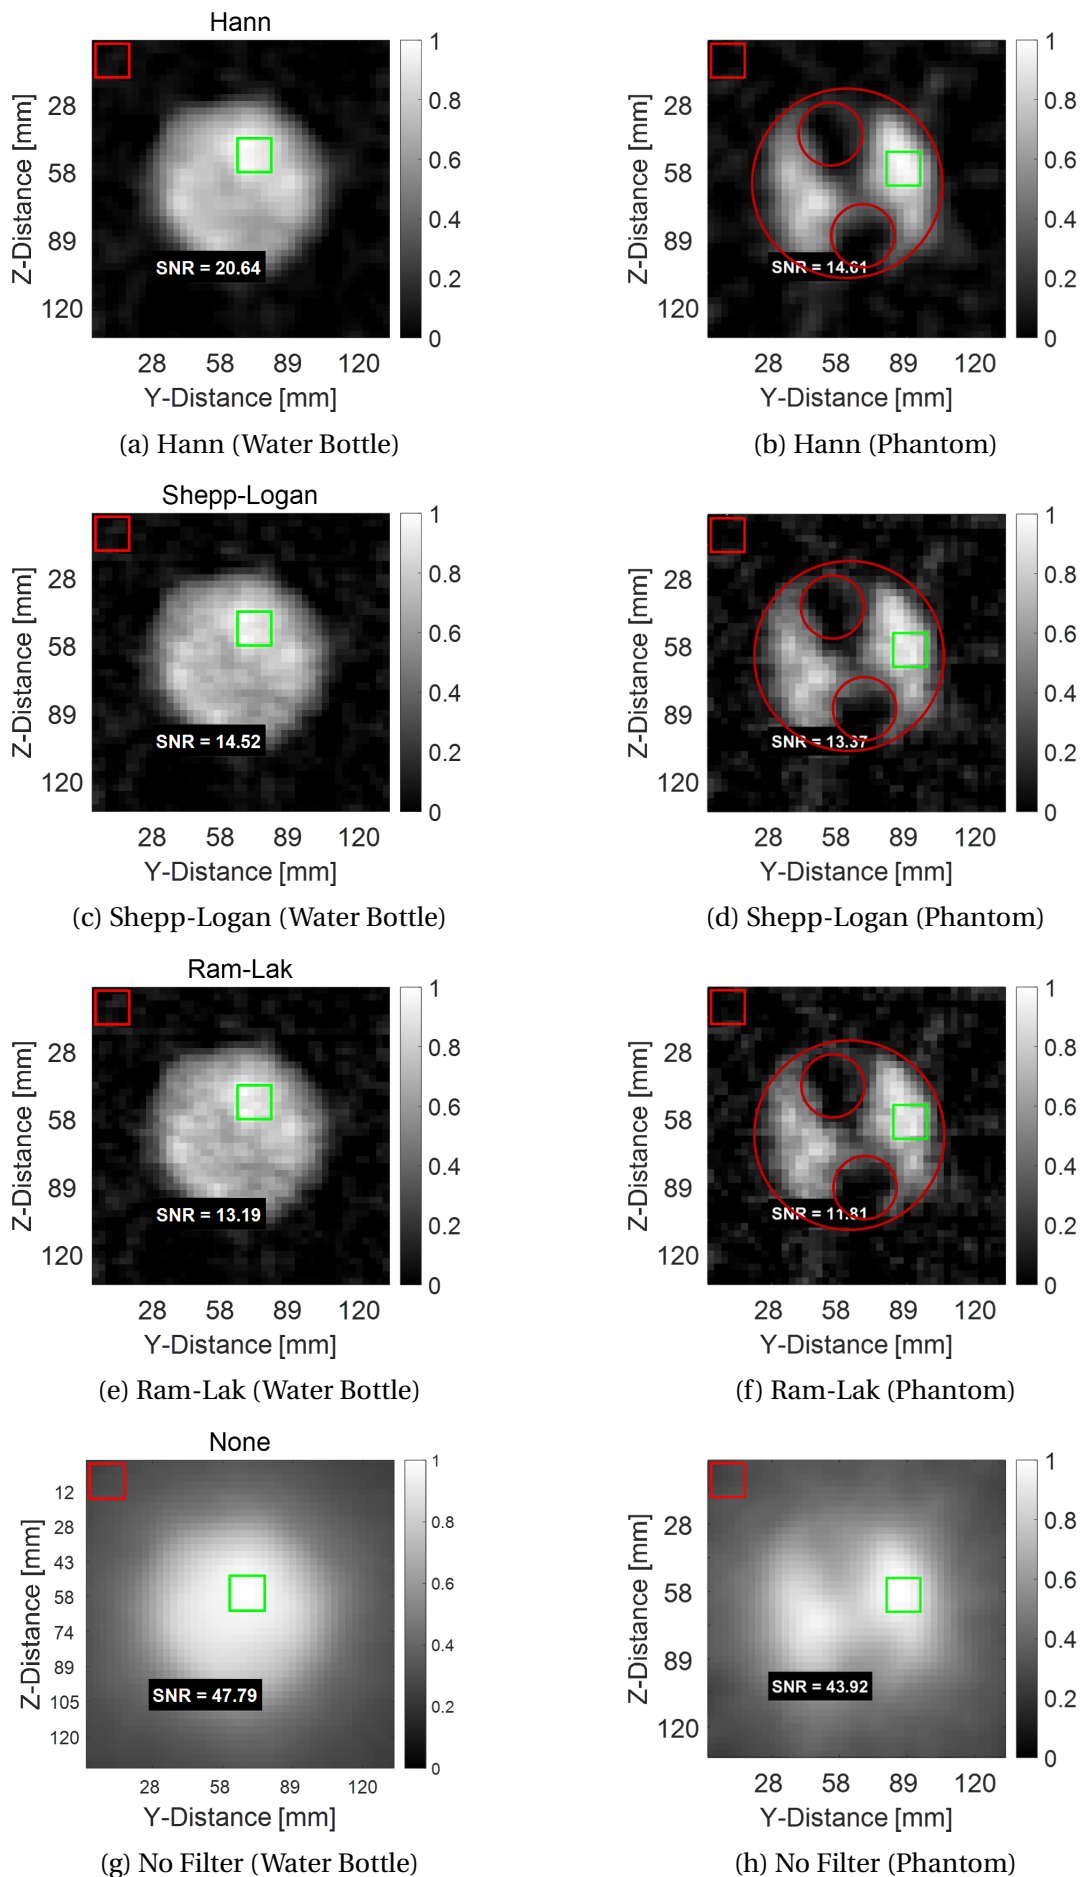 Hann
Z-Distance [mm]
28
58
89
120
SNR = 20.64
28 58 89 120
Y-Distance [mm]
1
0.8
0.6
0.4
0.2
0
(a) Hann (Water Bottle)
Z-Distance [mm]
28
58
89
120
SNR = 14.61
28 58 89 120
Y-Distance [mm]
1
0.8
0.6
0.4
0.2
0
(b) Hann (Phantom)
Shepp-Logan
Z-Distance [mm]
28
58
89
120
SNR = 14.52
28 58 89 120
Y-Distance [mm]
1
0.8
0.6
0.4
0.2
0
(c) Shepp-Logan (Water Bottle)
Z-Distance [mm]
28
58
89
120
SNR = 13.37
28 58 89 120
Y-Distance [mm]
1
0.8
0.6
0.4
0.2
0
(d) Shepp-Logan (Phantom)
Ram-Lak
Z-Distance [mm]
28
58
89
120
SNR = 13.19
28 58 89 120
Y-Distance [mm]
1
0.8
0.6
0.4
0.2
0
(e) Ram-Lak (Water Bottle)
Z-Distance [mm]
28
58
89
120
SNR = 11.81
28 58 89 120
Y-Distance [mm]
1
0.8
0.6
0.4
0.2
0
(f) Ram-Lak (Phantom)
None
Z-Distance [mm]
12
28
43
58
74
89
105
120
SNR = 47.79
28 58 89 120
Y-Distance [mm]
1
0.8
0.6
0.4
0.2
0
(g) No Filter (Water Bottle)
Z-Distance [mm]
28
58
89
120
SNR = 43.92
28 58 89 120
Y-Distance [mm]
1
0.8
0.6
0.4
0.2
0
(h) No Filter (Phantom)